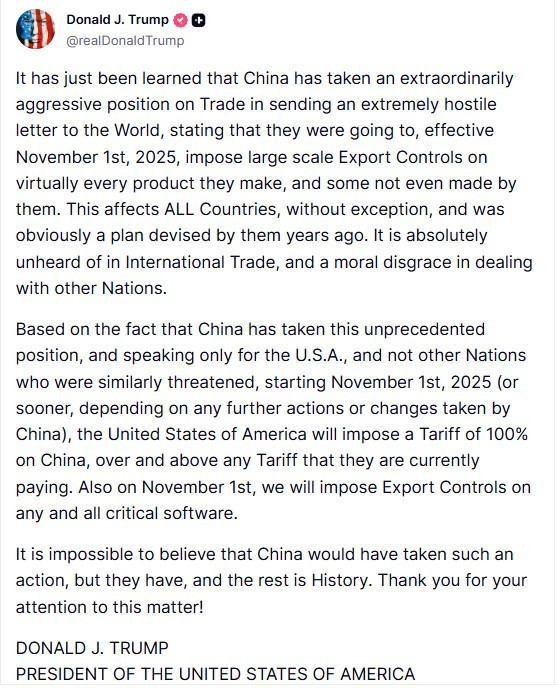 Donald J. Trump
@realDonaldTrump
It has just been learned that China has taken an extraordinarily
aggressive position on Trade in sending an extremely hostile
letter to the World, stating that they were going to, effective
November 1st, 2025, impose large scale Export Controls on
virtually every product they make, and some not even made by
them. This affects ALL Countries, without exception, and was
obviously a plan devised by them years ago. It is absolutely
unheard of in International Trade, and a moral disgrace in dealing
with other Nations.
Based on the fact that China has taken this unprecedented
position, and speaking only for the U.S.A., and not other Nations
who were similarly threatened, starting November 1st, 2025 (or
sooner, depending on any further actions or changes taken by
China), the United States of America will impose a Tariff of 100%
on China, over and above any Tariff that they are currently
paying. Also on November 1st, we will impose Export Controls on
any and all critical software.
It is impossible to believe that China would have taken such an
action, but they have, and the rest is History. Thank you for your
attention to this matter!
DONALD J. TRUMP
PRESIDENT OF THE UNITED STATES OF AMERICA